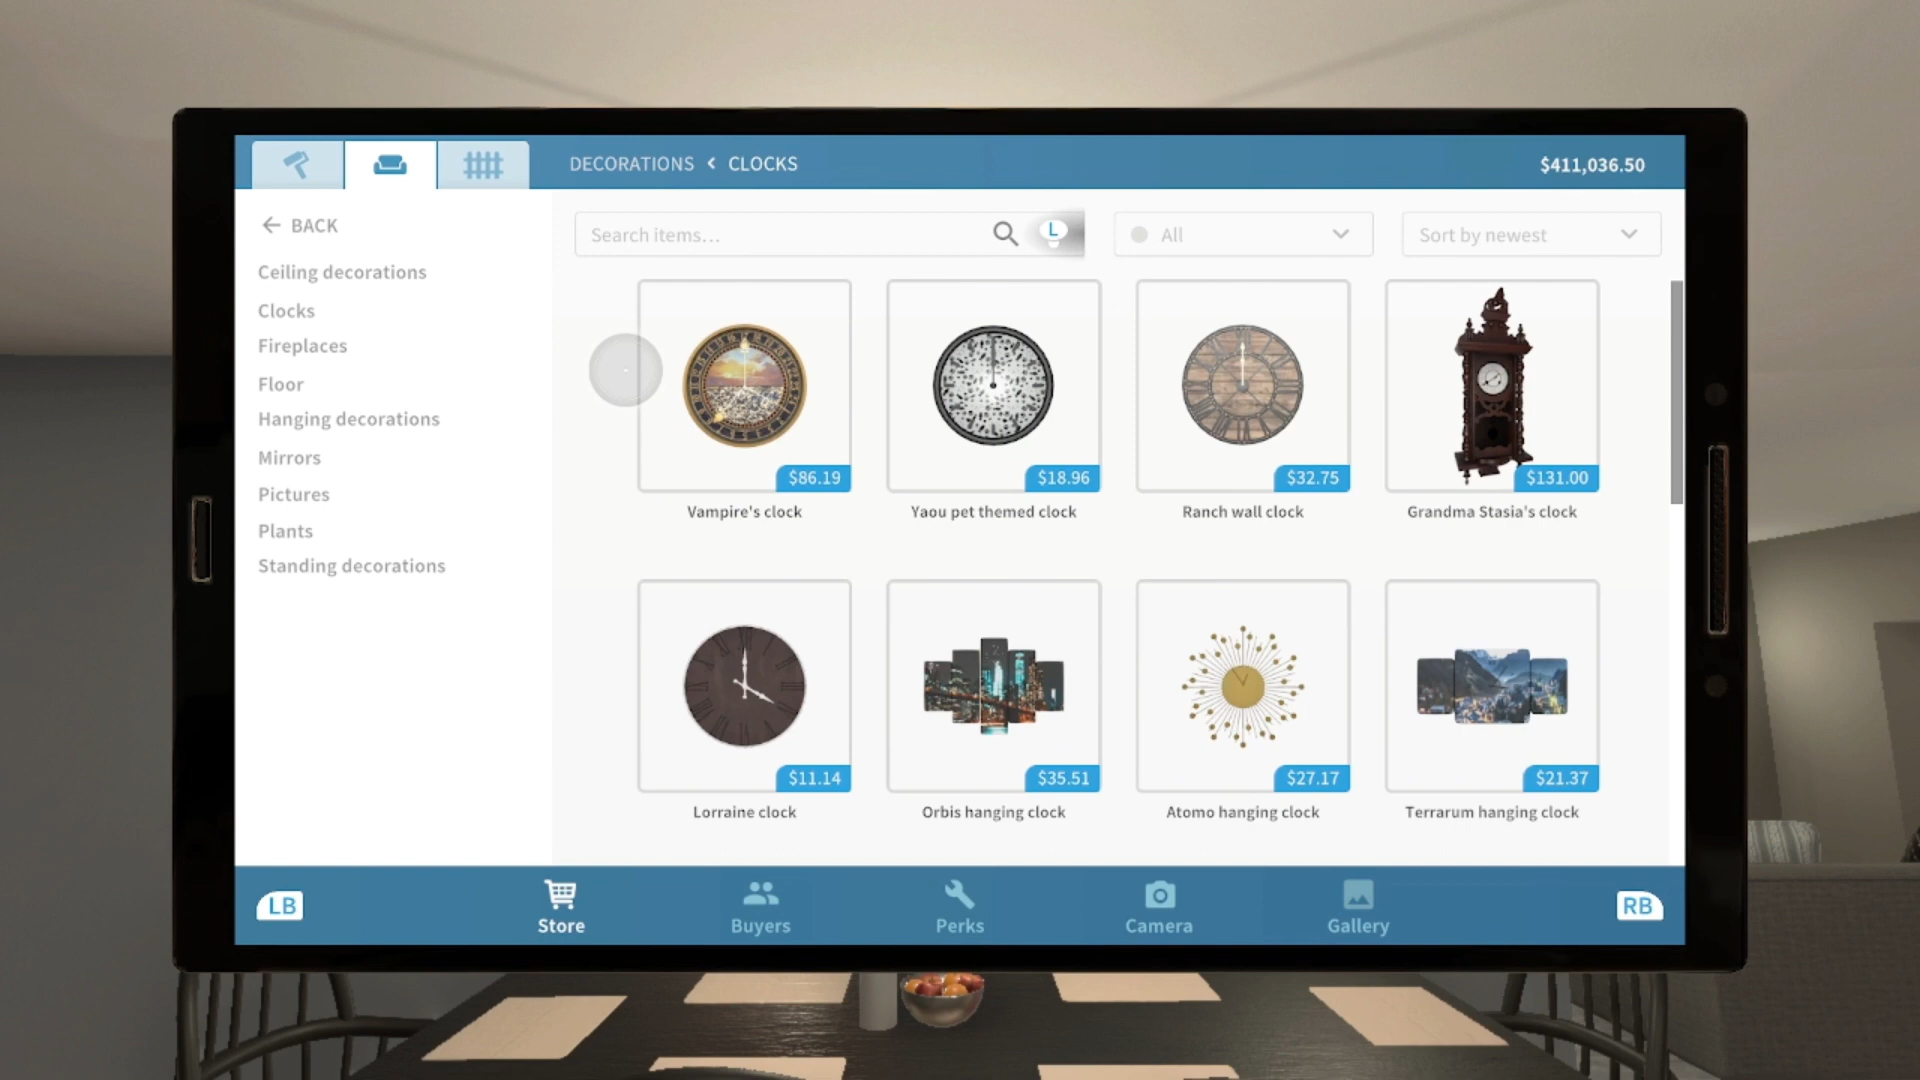 DECORATIONS < CLOCKS
$411,036.50
BACK
Search items...
L
All
Sort by newest
Ceiling decorations
Clocks
Fireplaces
Floor
Hanging decorations
Mirrors
Pictures
Plants
Standing decorations
$86.19
$18.96
$32.75
$131.00
Vampire's clock
Yaou pet themed clock
Ranch wall clock
Grandma Stasia's clock
$11.14
$35.51
$27.17
$21.37
Lorraine clock
Orbis hanging clock
Atomo hanging clock
Terrarum hanging clock
LB
Store
Buyers
Perks
Camera
Gallery
RB